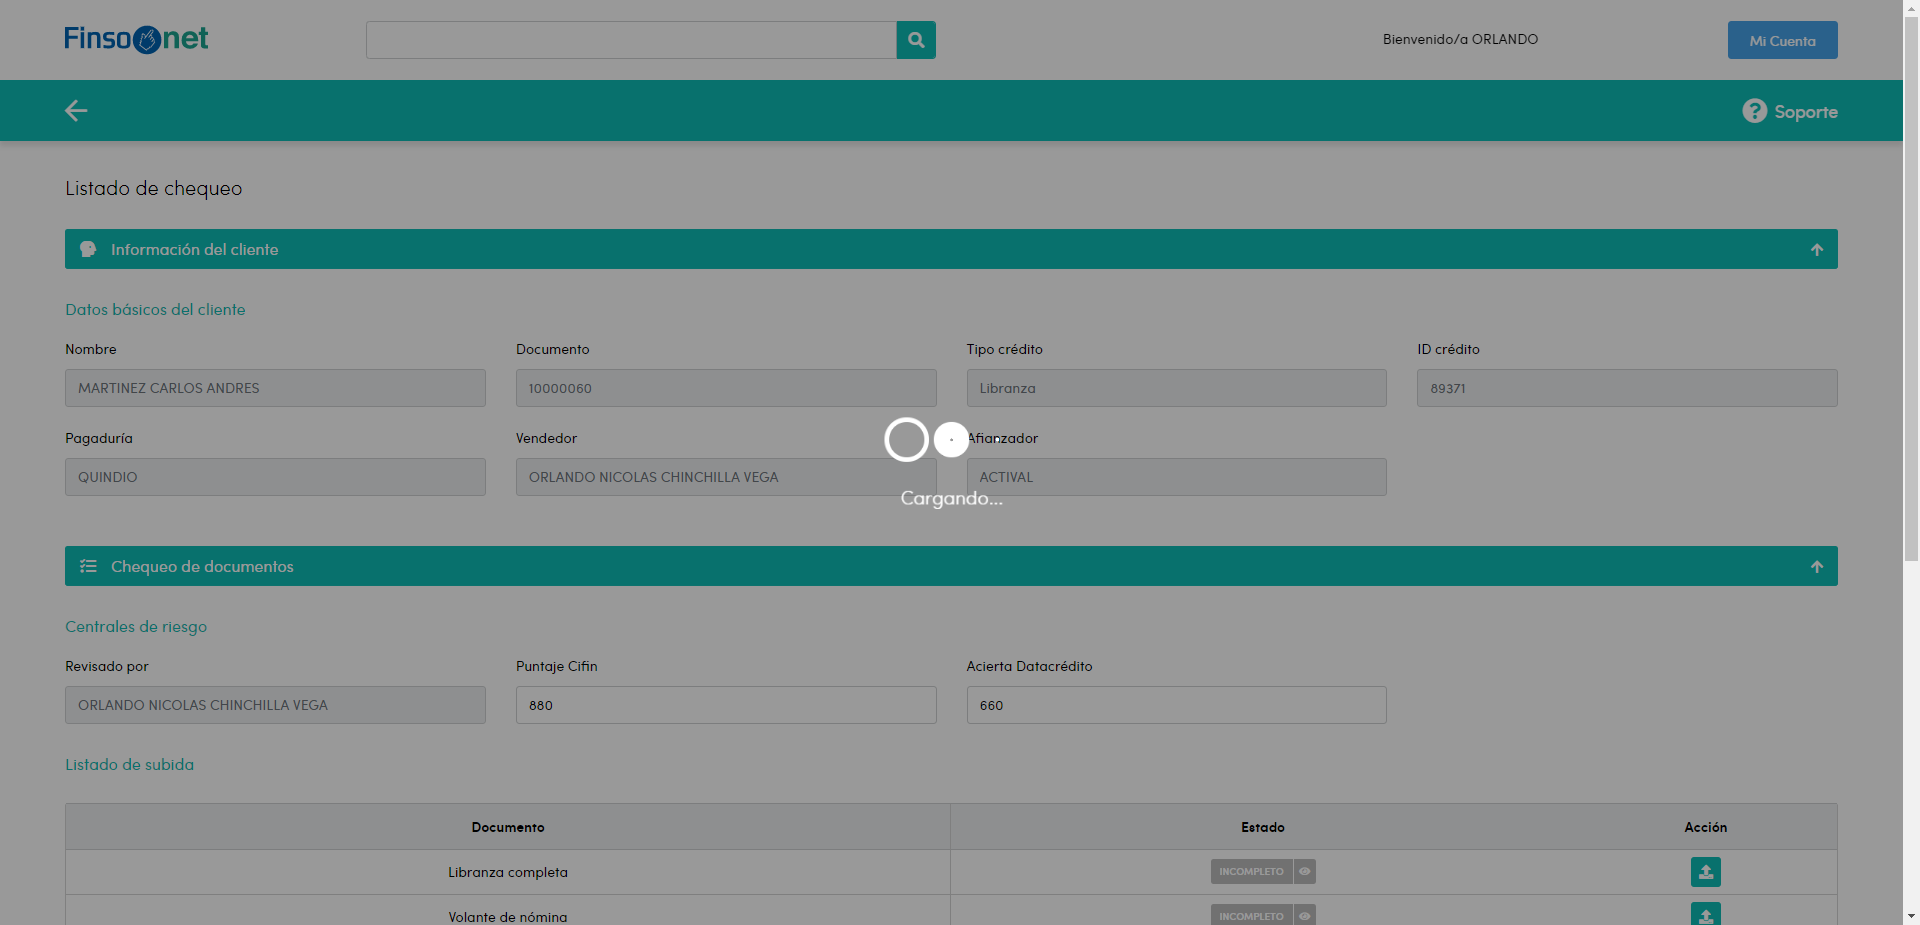 Finsonet
Bienvenido/a ORLANDO
Mi Cuenta
Soporte
Listado de chequeo
Información del cliente
Datos básicos del cliente
Nombre
Documento
Tipo crédito
ID crédito
MARTINEZ CARLOS ANDRES
10000060
Libranza
89371
Pagaduría
Vendedor
Afianzador
QUINDIO
ORLANDO NICOLAS CHINCHILLA VEGA
ACTIVAL
Cargando...
Chequeo de documentos
Centrales de riesgo
Revisado por
Puntaje Cifin
Acierta Datacrédito
ORLANDO NICOLAS CHINCHILLA VEGA
880
660
Listado de subida
Documento
Estado
Acción
Libranza completa
INCOMPLETO
Volante de nómina
INCOMPLETO